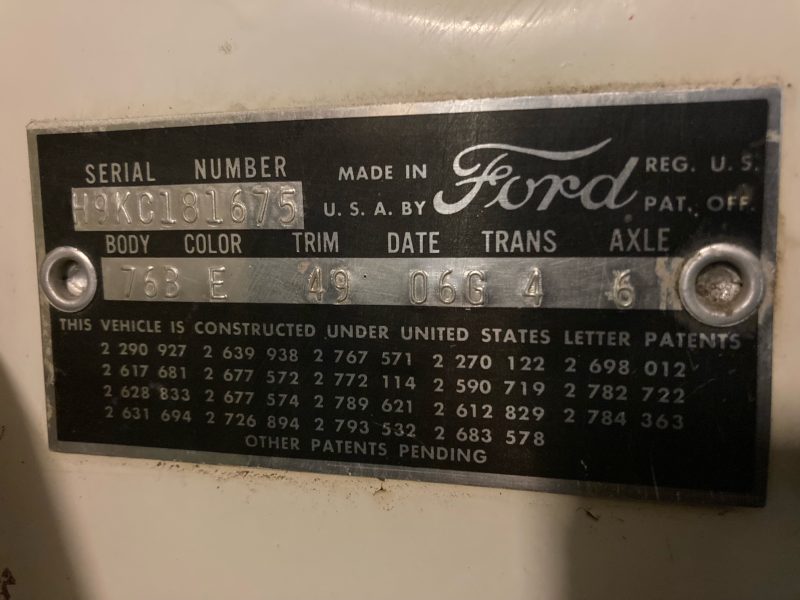 SERIAL NUMBER
MADE IN Ford REG. U. S.
H9KC181675
U. S. A. BY PAT. OFF.
BODY COLOR TRIM DATE TRANS AXLE
76B E 49 06G 4 6
THIS VEHICLE IS CONSTRUCTED UNDER UNITED STATES LETTER PATENTS
2 290 927 2 639 938 2 767 571 2 270 122 2 698 012
2 617 681 2 677 572 2 772 114 2 590 719 2 782 722
2 628 833 2 677 574 2 789 621 2 612 829 2 784 363
2 631 694 2 726 894 2 793 532 2 683 578
OTHER PATENTS PENDING